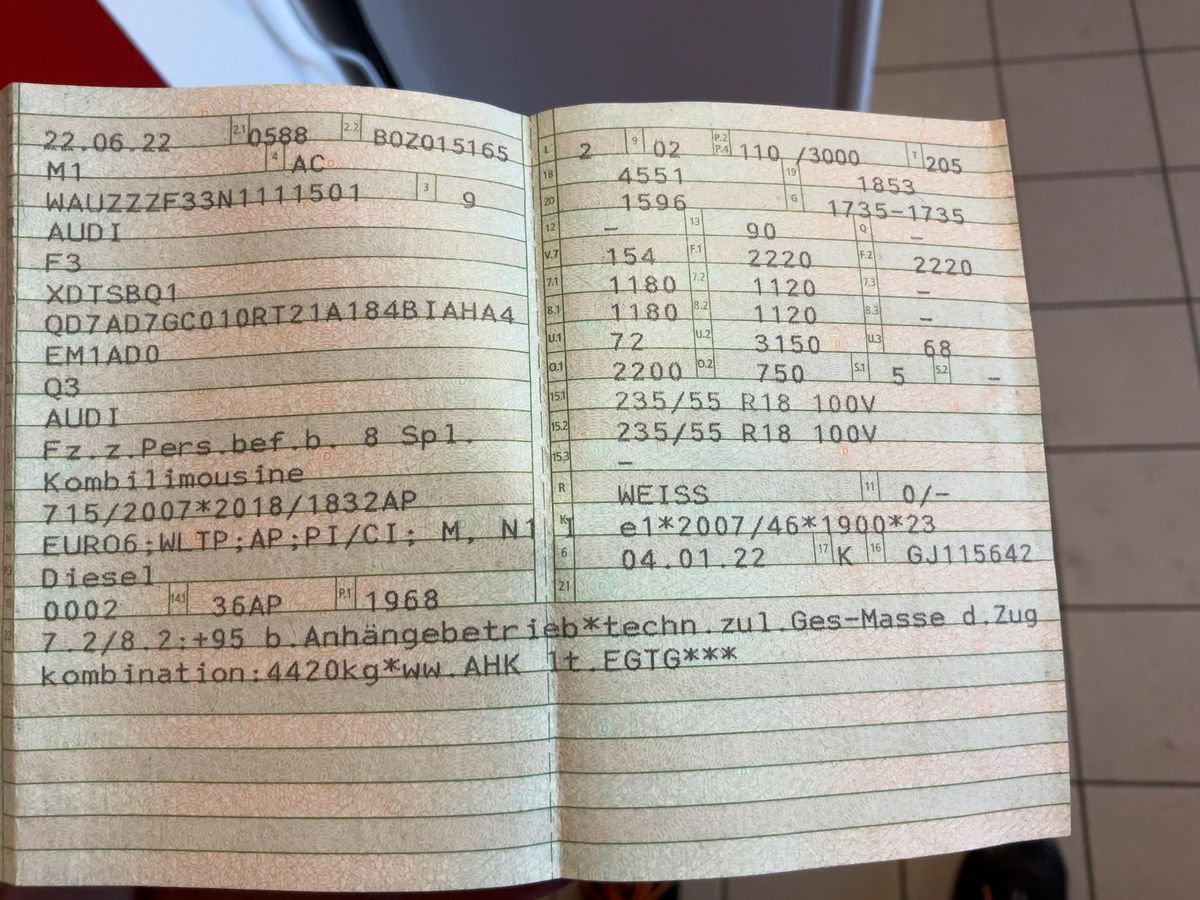 22.06.22 2.1 0588 2.2 B0Z015165
M1 4 AC
WAUZZZF33N1111501 3 9
AUDI
F3
XDTSBQ1
QD7AD7GC010RT21A184BIAHA4
EM1AD0
Q3
AUDI
Fz.z.Pers.bef.b. 8 Spl.
Kombilimousine
715/2007*2018/1832AP
EURO6;WLTP;AP;PI/CI; M, N1 I
Diesel
10 0002 14.1 36AP P.1 1968
L 2 9 02 P.2 P.4 110 /3000 T 205
18 4551 19 1853
20 1596 G 1735-1735
12 – 13 90 Q –
V.7 154 F.1 2220 F.2 2220
7.1 1180 7.2 1120 7.3 –
8.1 1180 8.2 1120 8.3 –
U.1 72 U.2 3150 U.3 68
O.1 2200 O.2 750 S.1 5 S.2 –
15.1 235/55 R18 100V
15.2 235/55 R18 100V
15.3 –
R WEISS 11 0/-
K e1*2007/46*1900*23
6 04.01.22 17 K 16 GJ115642
21
22 7.2/8.2:+95 b.Anhängebetrieb*techn.zul.Ges-Masse d.Zug
kombination:4420kg*ww.AHK lt.EGTG***